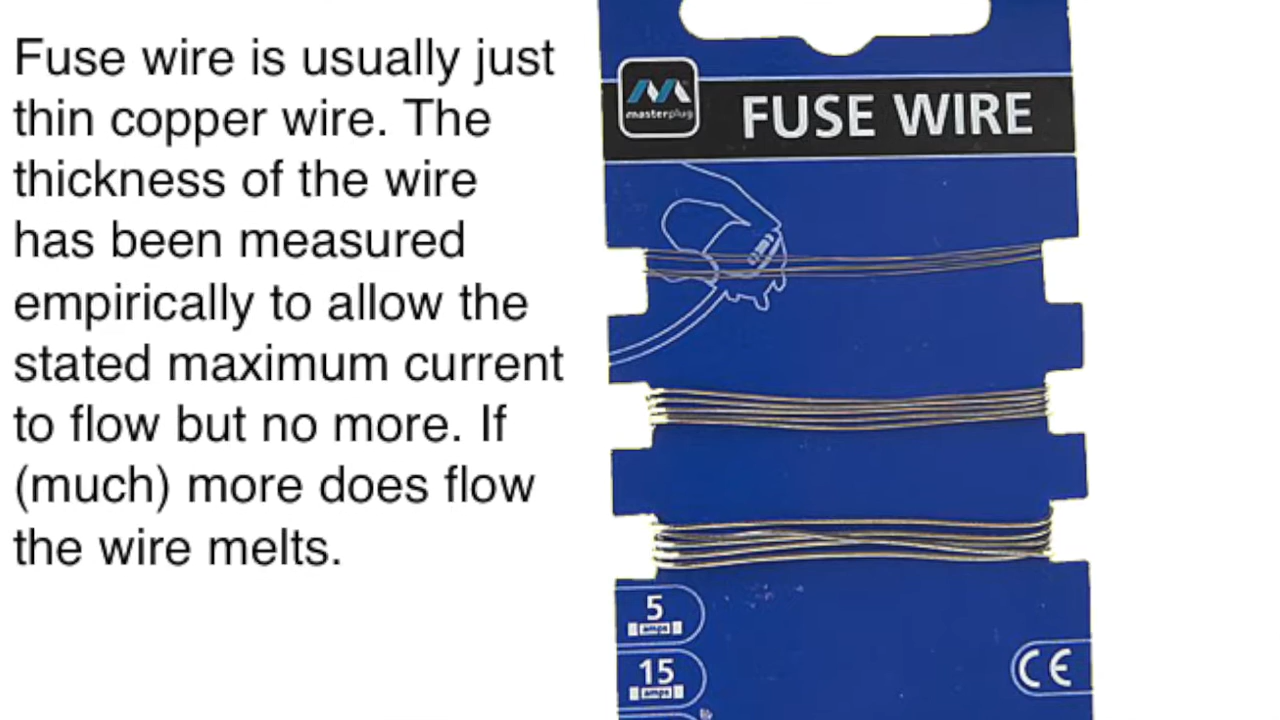 Fuse wire is usually just
thin copper wire. The
thickness of the wire
has been measured
empirically to allow the
stated maximum current
to flow but no more. If
(much) more does flow
the wire melts.
masterplug
FUSE WIRE
5
amps
15
amps
CE